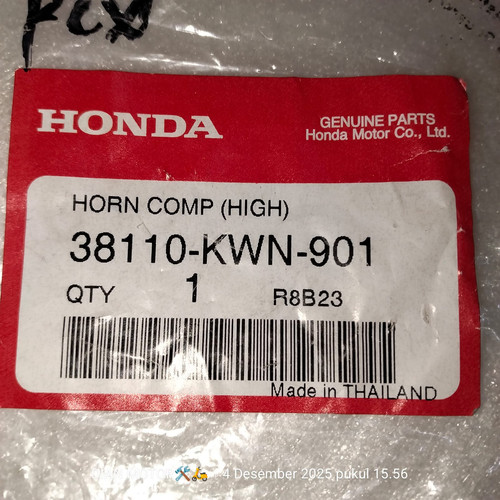 PCX
HONDA
GENUINE PARTS
Honda Motor Co., Ltd.
HORN COMP (HIGH)
38110-KWN-901
QTY 1 R8B23
Made in THAILAND
4 Desember 2025 pukul 15.56